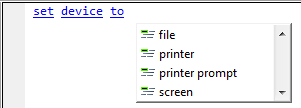 set device to
file
printer
printer prompt
screen